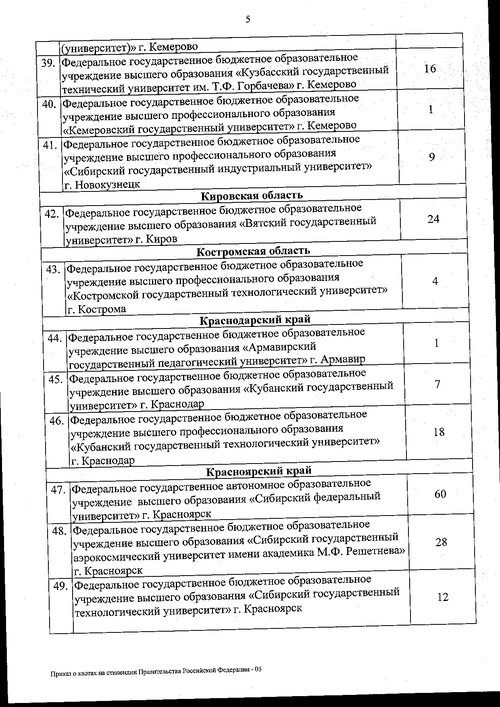 5
(университет)» г. Кемерово
39. Федеральное государственное бюджетное образовательное
учреждение высшего образования «Кузбасский государственный
технический университет им. Т.Ф. Горбачева» г. Кемерово
16
40. Федеральное государственное бюджетное образовательное
учреждение высшего профессионального образования
«Кемеровский государственный университет» г. Кемерово
1
41. Федеральное государственное бюджетное образовательное
учреждение высшего профессионального образования
«Сибирский государственный индустриальный университет»
г. Новокузнецк
9
Кировская область
42. Федеральное государственное бюджетное образовательное
учреждение высшего образования «Вятский государственный
университет» г. Киров
24
Костромская область
43. Федеральное государственное бюджетное образовательное
учреждение высшего профессионального образования
«Костромской государственный технологический университет»
г. Кострома
4
Краснодарский край
44. Федеральное государственное бюджетное образовательное
учреждение высшего образования «Армавирский
государственный педагогический университет» г. Армавир
1
45. Федеральное государственное бюджетное образовательное
учреждение высшего образования «Кубанский государственный
университет» г. Краснодар
7
46. Федеральное государственное бюджетное образовательное
учреждение высшего профессионального образования
«Кубанский государственный технологический университет»
г. Краснодар
18
Красноярский край
47. Федеральное государственное автономное образовательное
учреждение высшего образования «Сибирский федеральный
университет» г. Красноярск
60
48. Федеральное государственное бюджетное образовательное
учреждение высшего образования «Сибирский государственный
аэрокосмический университет имени академика М.Ф. Решетнева»
г. Красноярск
28
49. Федеральное государственное бюджетное образовательное
учреждение высшего образования «Сибирский государственный
технологический университет» г. Красноярск
12
Приказ о квотах на стипендии Правительства Российской Федерации - 05